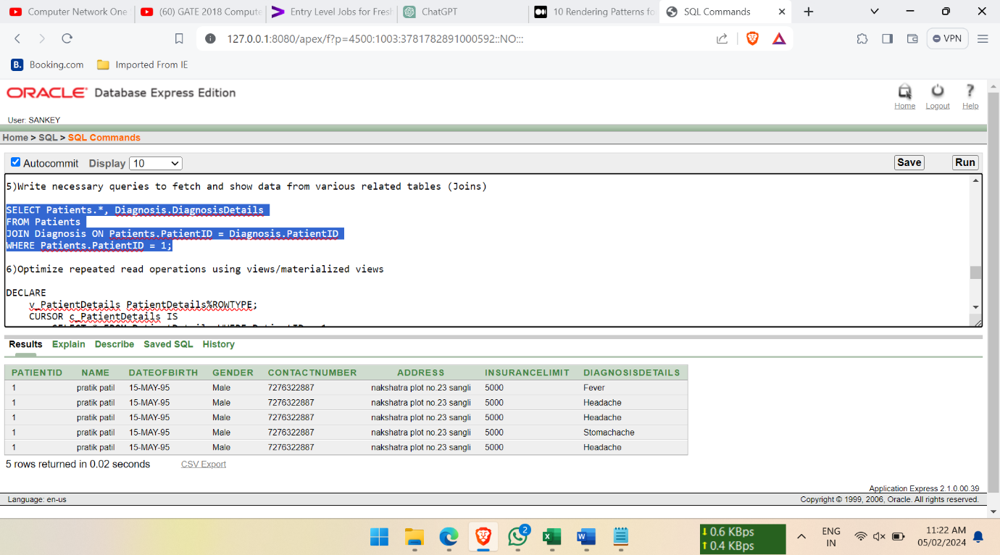 Computer Network One
(60) GATE 2018 Compute
Entry Level Jobs for Fresh
ChatGPT
10 Rendering Patterns fo
SQL Commands
127.0.0.1:8080/apex/f?p=4500:1003:3781782891000592::NO:::
VPN
B. Booking.com
Imported From IE
ORACLE Database Express Edition
Home
Logout
? Help
User: SANKEY
Home > SQL > SQL Commands
Autocommit Display 10
Save
Run
5)Write necessary queries to fetch and show data from various related tables (Joins)
SELECT Patients.*, Diagnosis.DiagnosisDetails
FROM Patients
JOIN Diagnosis ON Patients.PatientID = Diagnosis.PatientID
WHERE Patients.PatientID = 1;
6)Optimize repeated read operations using views/materialized views
DECLARE
v_PatientDetails PatientDetails%ROWTYPE;
CURSOR c_PatientDetails IS
Results Explain Describe Saved SQL History
PATIENTID NAME DATEOFBIRTH GENDER CONTACTNUMBER ADDRESS INSURANCELIMIT DIAGNOSISDETAILS
1 pratik patil 15-MAY-95 Male 7276322887 nakshatra plot no.23 sangli 5000 Fever
1 pratik patil 15-MAY-95 Male 7276322887 nakshatra plot no.23 sangli 5000 Headache
1 pratik patil 15-MAY-95 Male 7276322887 nakshatra plot no.23 sangli 5000 Headache
1 pratik patil 15-MAY-95 Male 7276322887 nakshatra plot no.23 sangli 5000 Stomachache
1 pratik patil 15-MAY-95 Male 7276322887 nakshatra plot no.23 sangli 5000 Headache
5 rows returned in 0.02 seconds CSV Export
Application Express 2.1.0.00.39
Language: en-us
Copyright © 1999, 2006, Oracle. All rights reserved.
2
↓ 0.6 KBps
↑ 0.4 KBps
ENG
IN
11:22 AM
05/02/2024